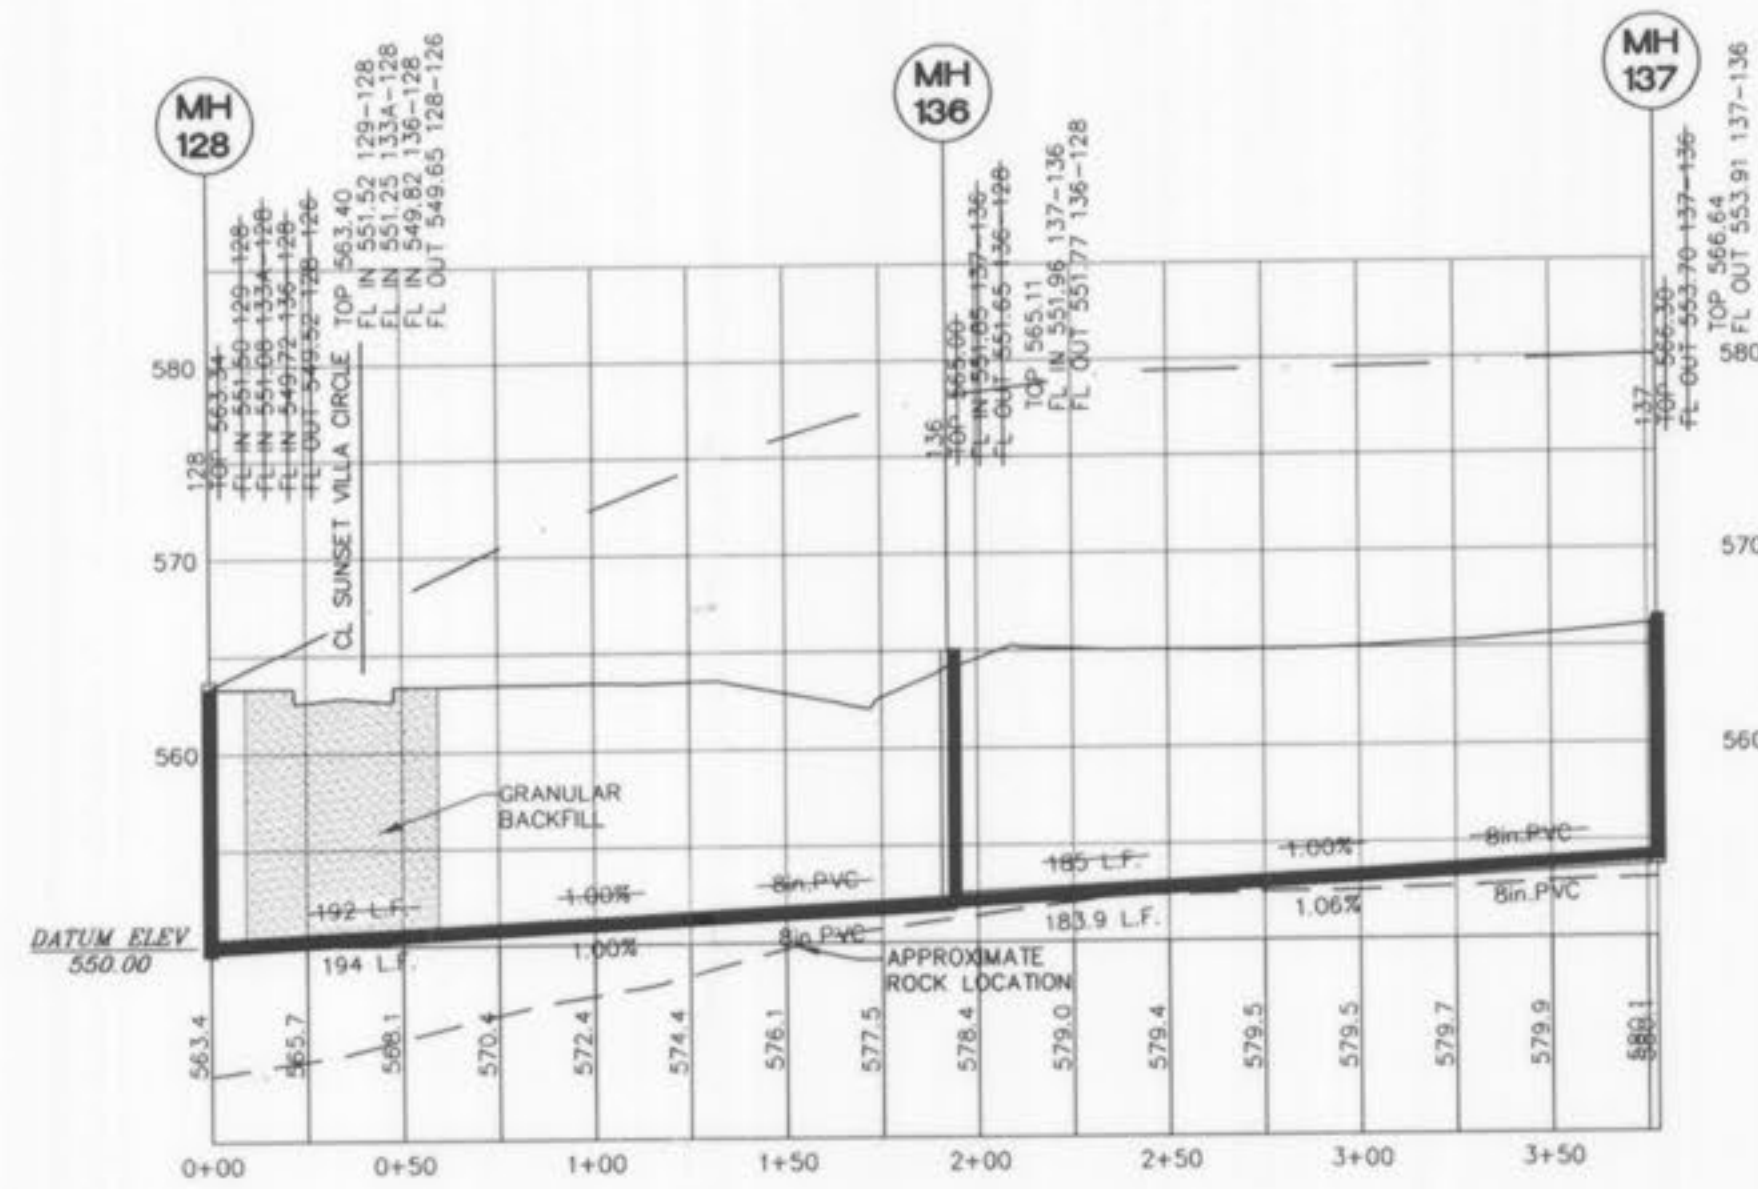 MH
128
MH
136
MH
137
128
TOP 563.34
FL IN 551.50 129-128
FL IN 551.08 133A-128
FL IN 549.72 136-128
FL OUT 549.52 128-126
CL SUNSET VILLA CIRCLE
TOP 563.40
FL IN 551.52 129-128
FL IN 551.25 133A-128
FL IN 549.82 136-128
FL OUT 549.65 128-126
136
TOP 565.00
FL IN 551.85 137-136
FL OUT 551.65 136-128
TOP 565.11
FL IN 551.96 137-136
FL OUT 551.77 136-128
137
TOP 566.30
FL OUT 553.70 137-136
TOP 566.64
FL OUT 553.91 137-136
580
580
570
570
560
560
GRANULAR
BACKFILL
192 L.F.
1.00%
8in.PVC
185 L.F.
1.00%
8in.PVC
DATUM ELEV
550.00
194 L.F.
1.00%
8in.PVC
183.9 L.F.
1.06%
8in.PVC
APPROXIMATE
ROCK LOCATION
563.4
565.7
568.1
570.4
572.4
574.4
576.1
577.5
578.4
579.0
579.4
579.5
579.5
579.7
579.9
580.1
0+00
0+50
1+00
1+50
2+00
2+50
3+00
3+50